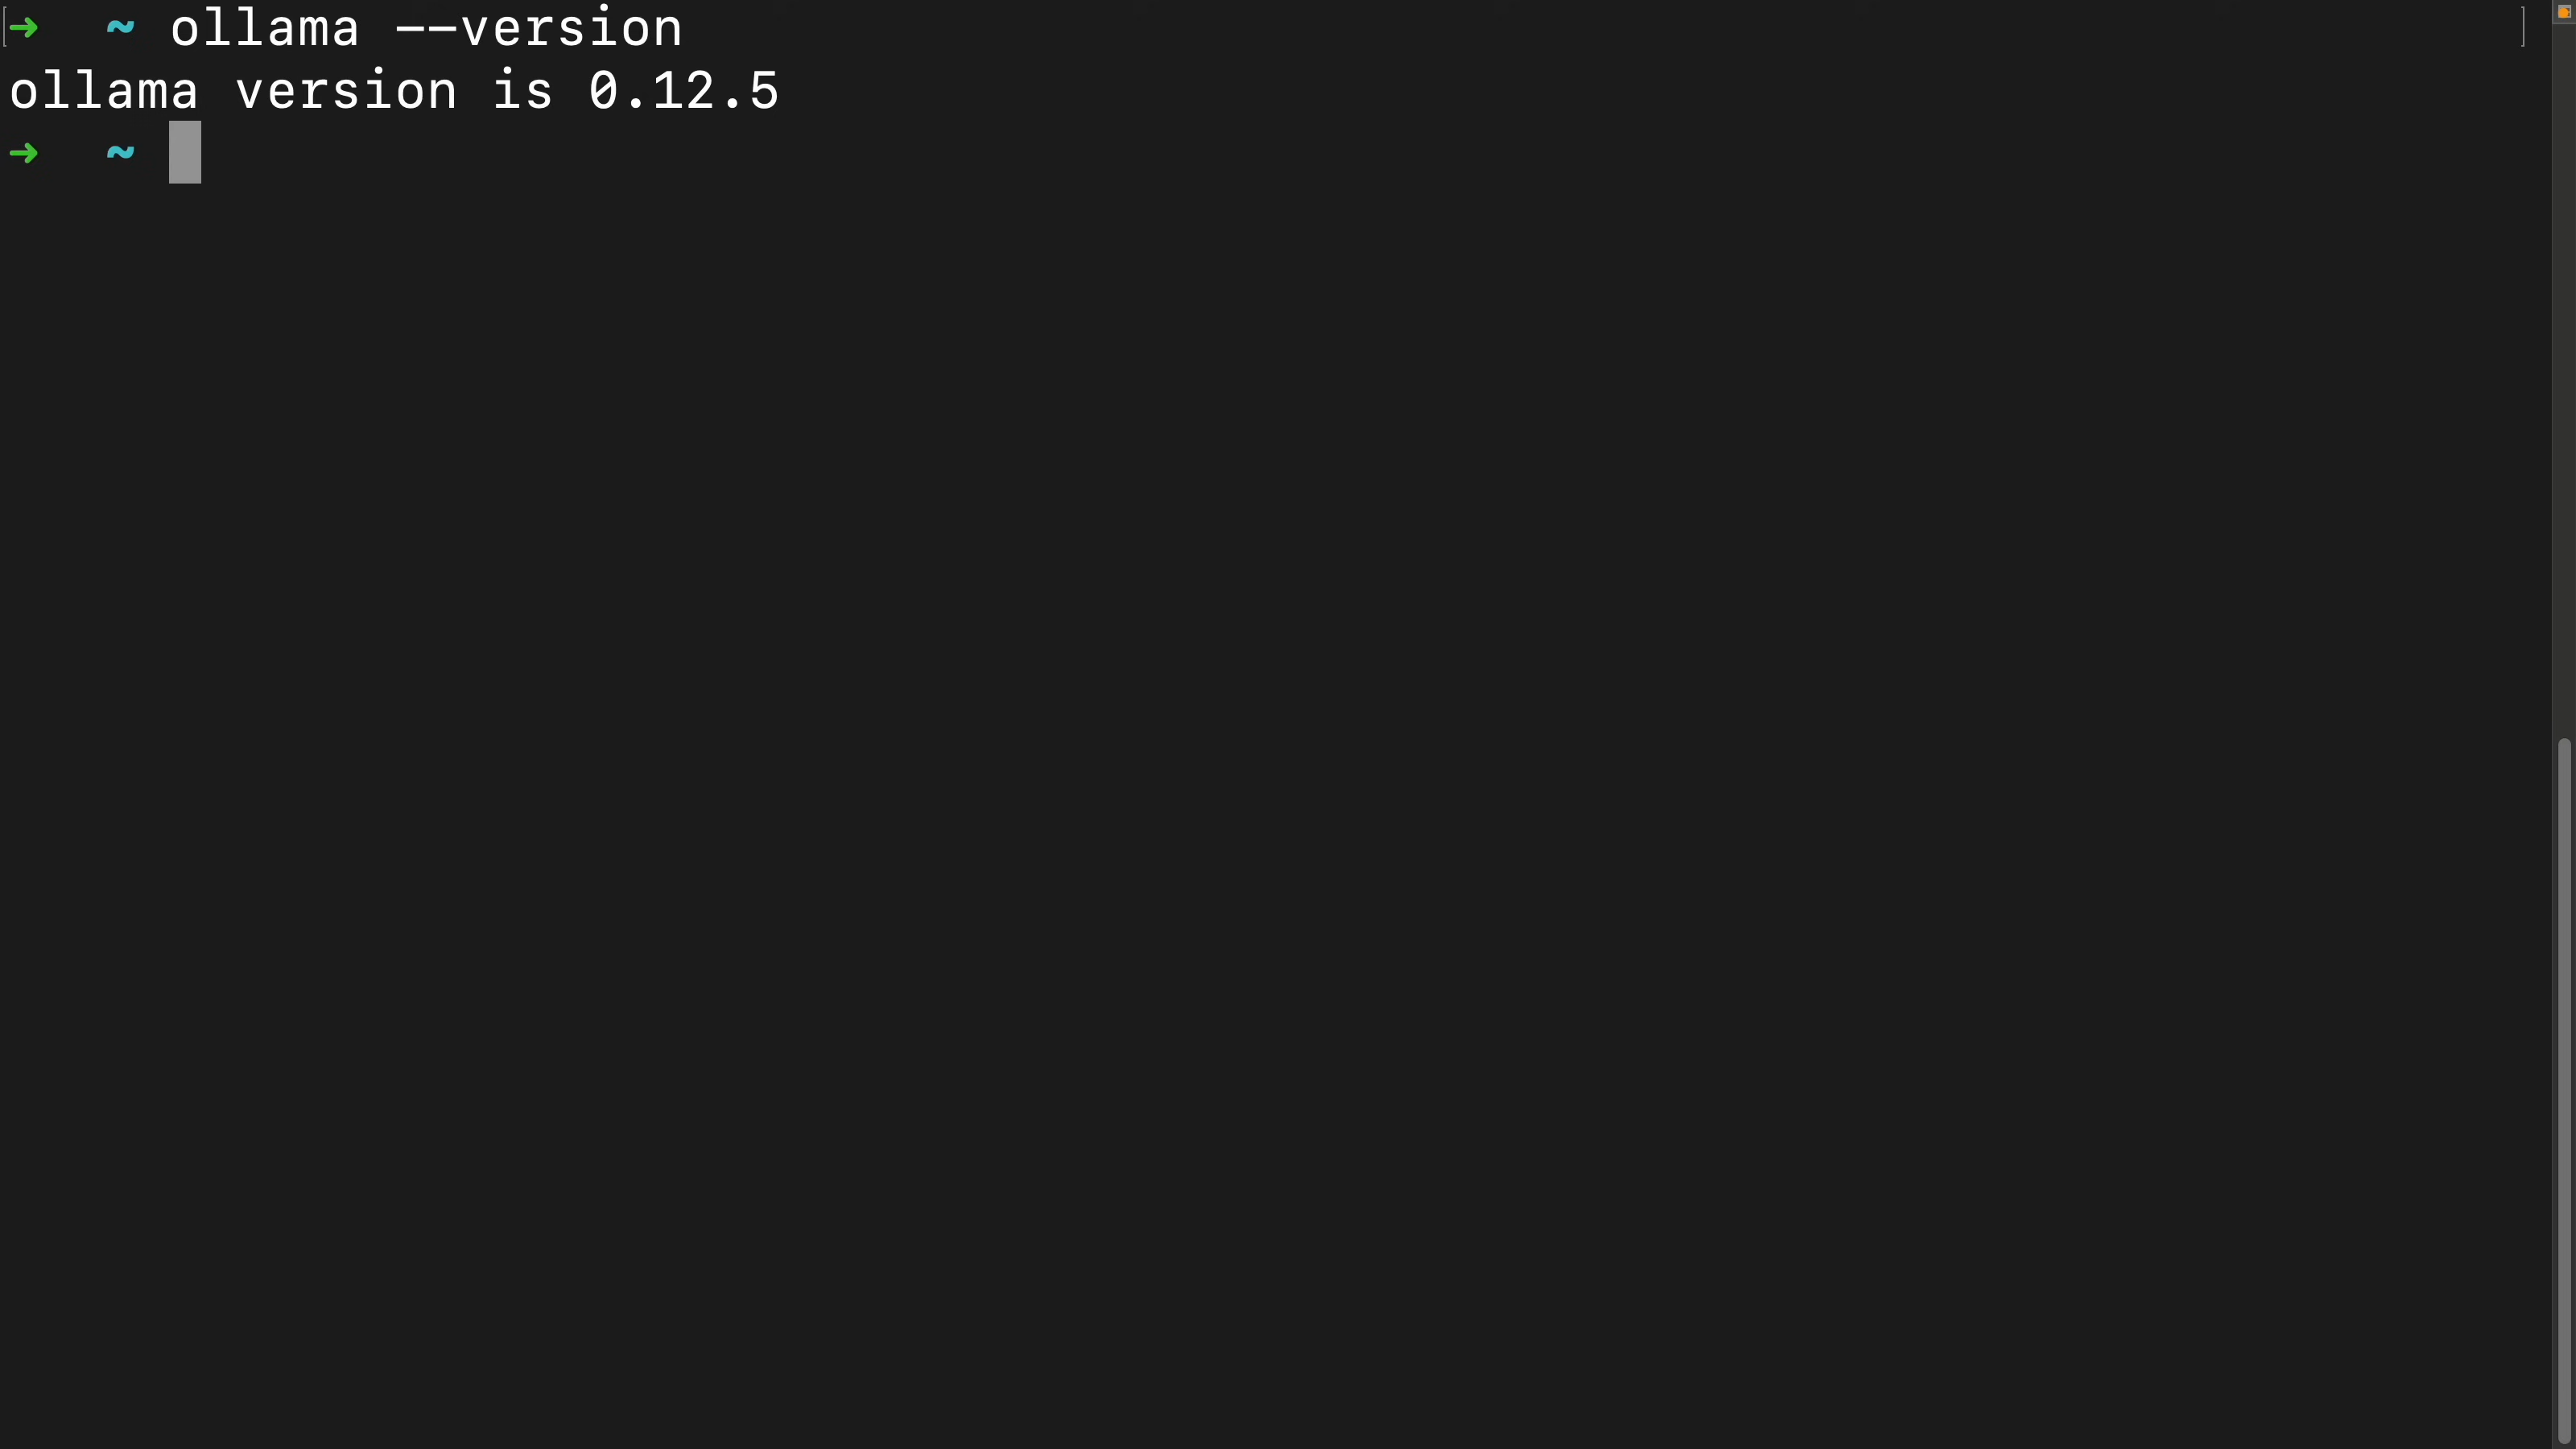 ➜ ~ ollama --version
ollama version is 0.12.5
➜ ~